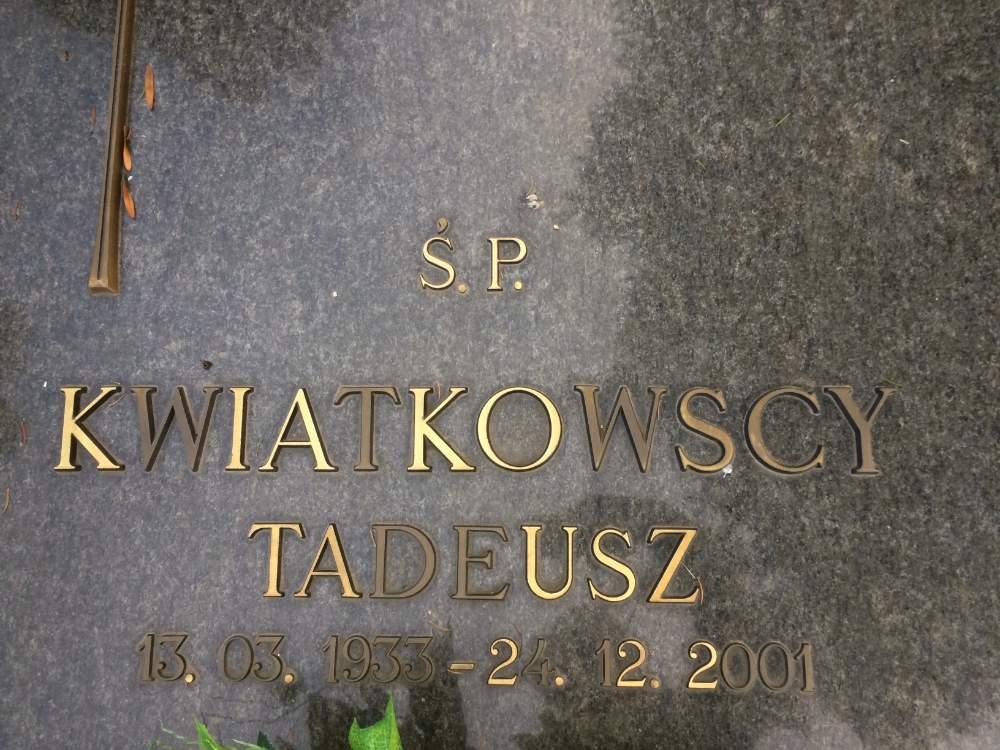 Ś. P.
KWIATKOWSCY
TADEUSZ
13. 03. 1933 - 24. 12. 2001